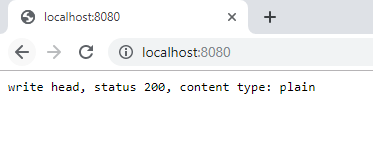 localhost:8080
localhost:8080
write head, status 200, content type: plain